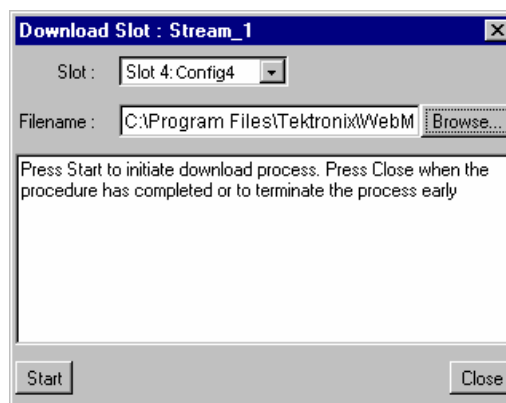 Download Slot : Stream_1
Slot : Slot 4: Config4
Filename : C:\Program Files\Tektronix\WebM Browse...
Press Start to initiate download process. Press Close when the
procedure has completed or to terminate the process early
Start Close